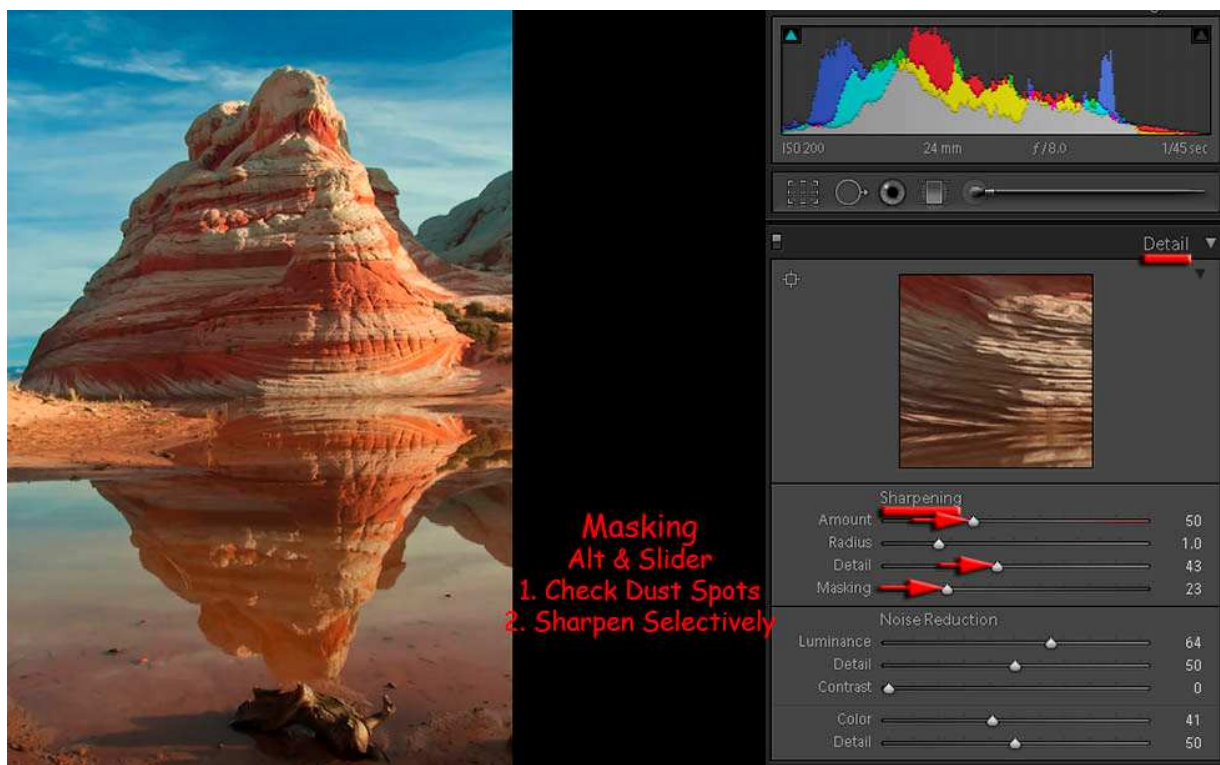 ISO 200 24 mm f / 8.0 1/45 sec
Detail
Masking
Alt & Slider
1. Check Dust Spots
2. Sharpen Selectively
Sharpening
Amount 50
Radius 1.0
Detail 43
Masking 23
Noise Reduction
Luminance 64
Detail 50
Contrast 0
Color 41
Detail 50